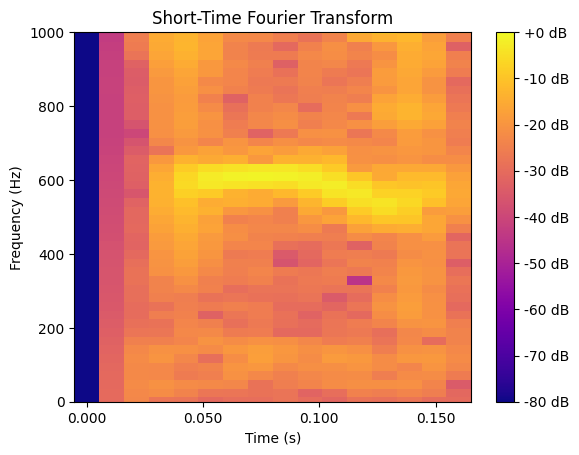 Short-Time Fourier Transform
Frequency (Hz)
1000
800
600
400
200
0
0.000
0.050
0.100
0.150
Time (s)
+0 dB
-10 dB
-20 dB
-30 dB
-40 dB
-50 dB
-60 dB
-70 dB
-80 dB